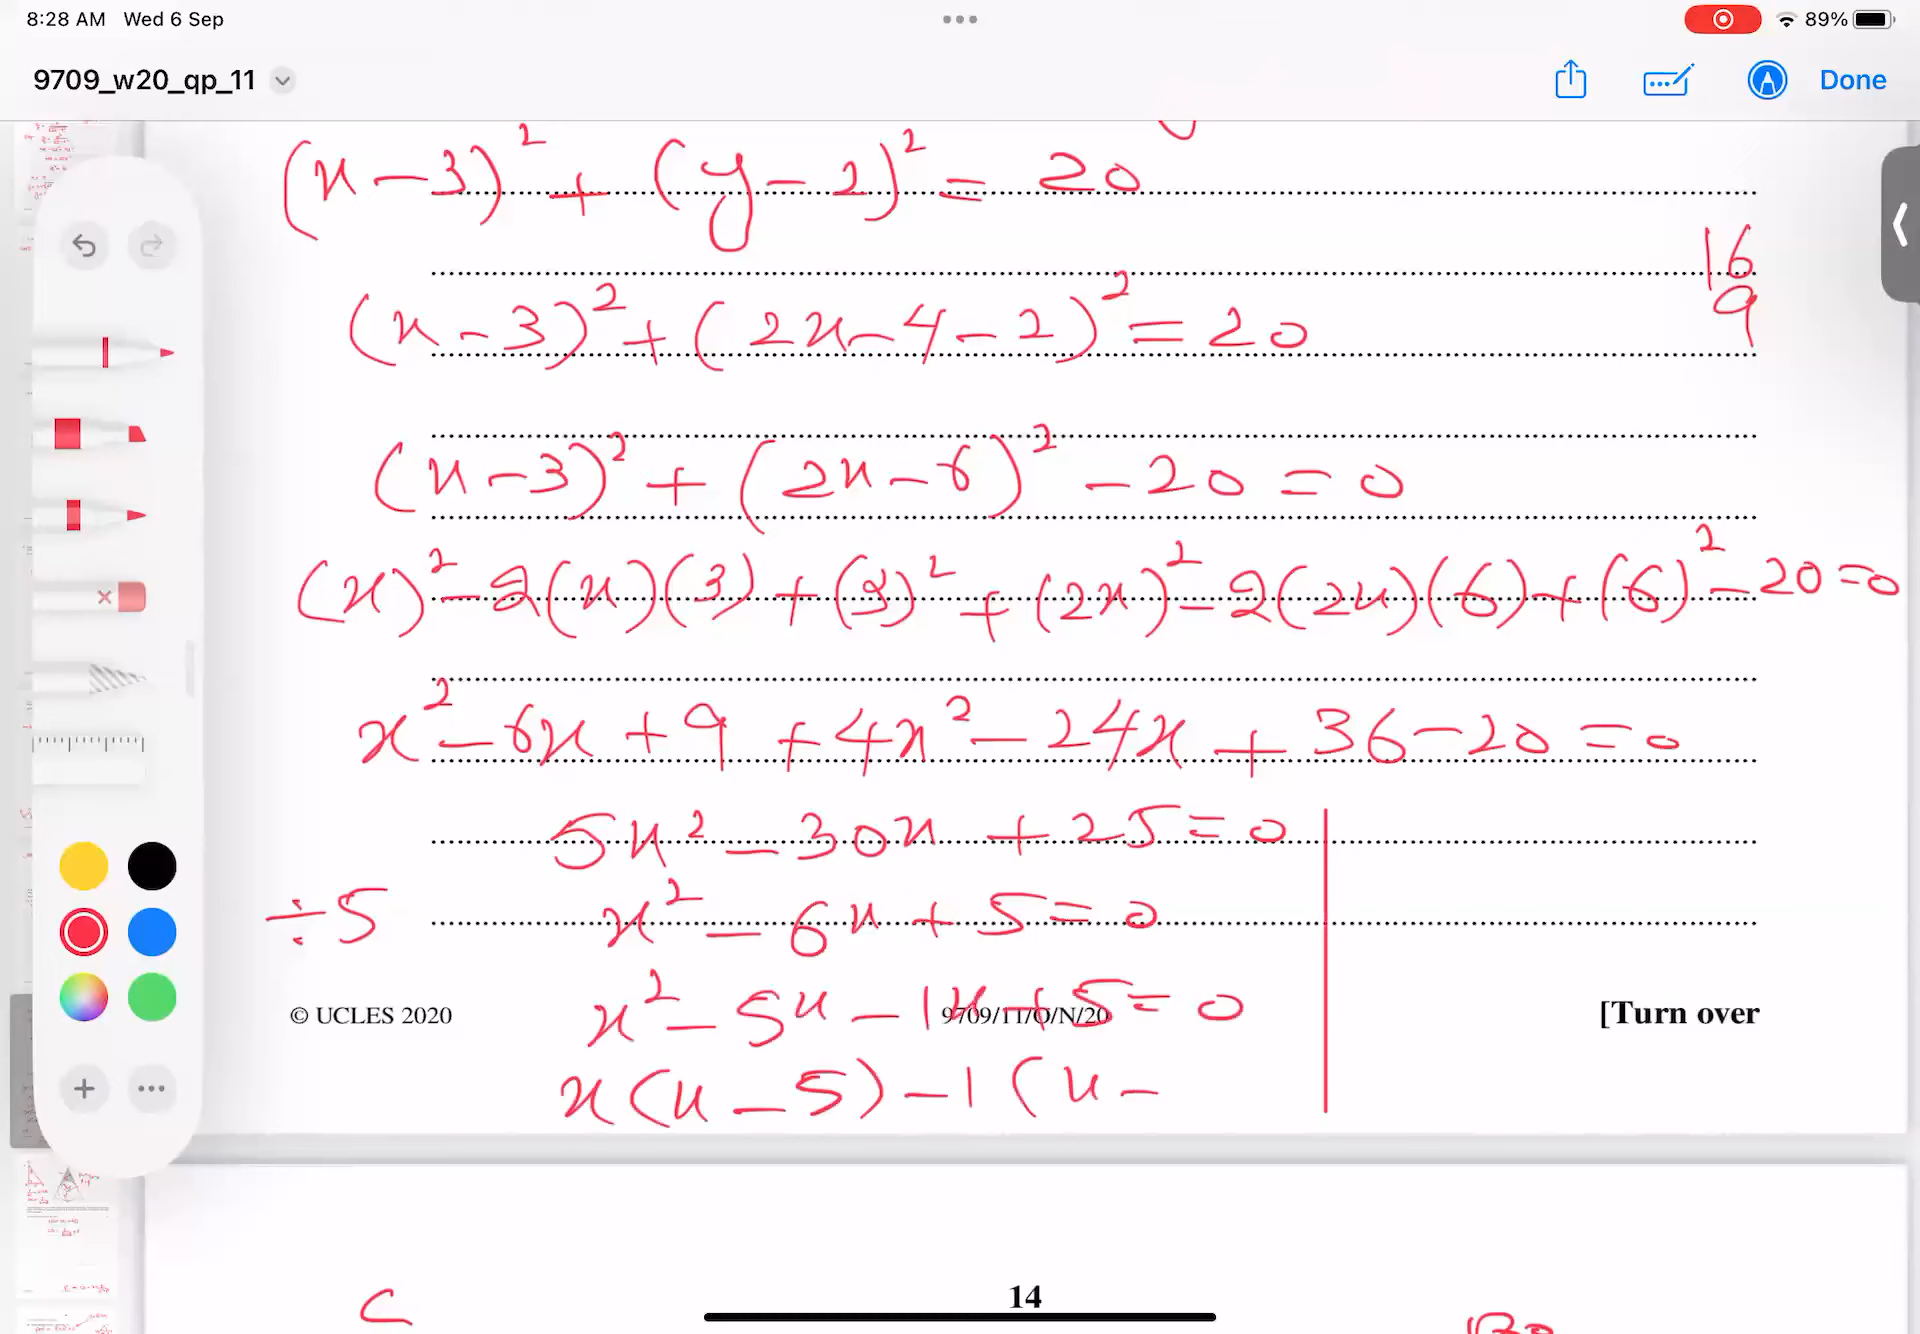 8:28 AM Wed 6 Sep
89%
9709_w20_qp_11
Done
(x-3)² + (y-2)² = 20
16
9
(x-3)² + (2x-4-2)² = 20
(x-3)² + (2x-6)² - 20 = 0
(x)² - 2(x)(3) + (3)² + (2x)² - 2(2x)(6) + (6)² - 20 = 0
x² - 6x + 9 + 4x² - 24x + 36 - 20 = 0
5x² - 30x + 25 = 0
÷5 x² - 6x + 5 = 0
x² - 5x - 1x + 5 = 0
© UCLES 2020 9709/11/O/N/20 [Turn over
x(x-5) - 1(x-
14